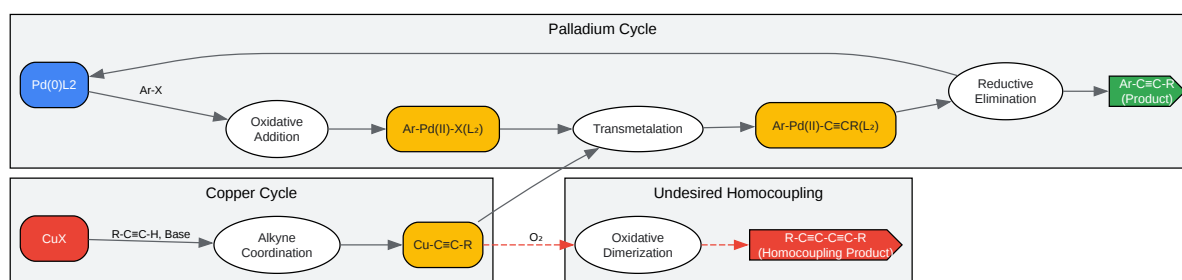 Palladium Cycle
Pd(0)L2
Ar-X
Oxidative
Addition
Ar-Pd(II)-X(L₂)
Transmetalation
Ar-Pd(II)-C≡CR(L₂)
Reductive
Elimination
Ar-C≡C-R
(Product)
Copper Cycle
CuX
R-C≡C-H, Base
Alkyne
Coordination
Cu-C≡C-R
Undesired Homocoupling
O₂
Oxidative
Dimerization
R-C≡C-C≡C-R
(Homocoupling Product)